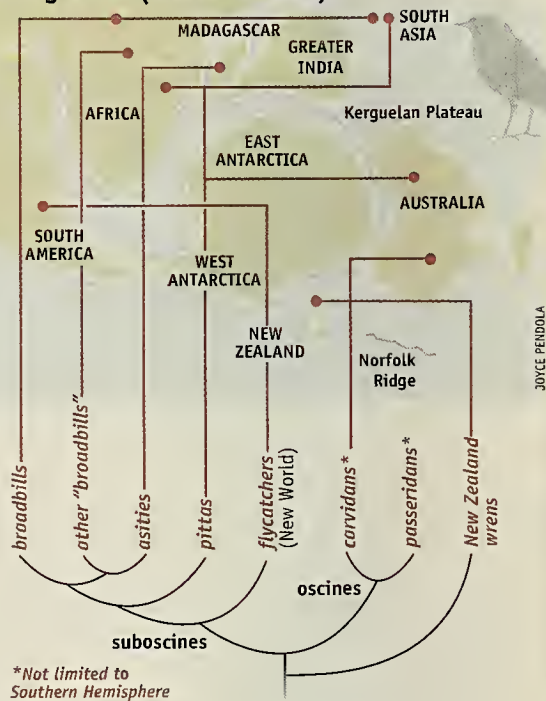 MADAGASCAR
SOUTH
ASIA
GREATER
INDIA
AFRICA
Kerguelan Plateau
EAST
ANTARCTICA
AUSTRALIA
SOUTH
AMERICA
WEST
ANTARCTICA
NEW
ZEALAND
Norfolk
Ridge
JOYCE PENDOLA
broadbills
other "broadbills"
asities
pittas
flycatchers
(New World)
corvidans*
passeridans*
New Zealand
wrens
oscines
suboscines
*Not limited to
Southern Hemisphere